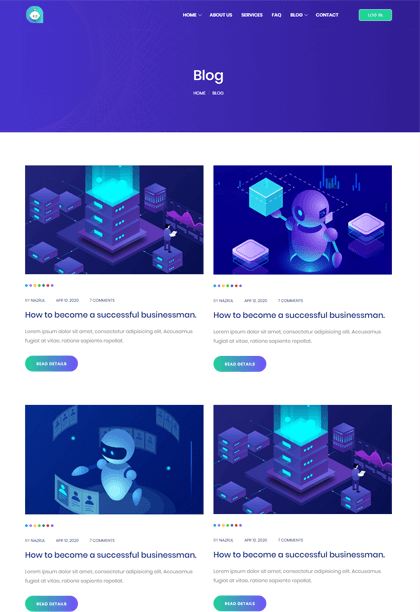 HOME
ABOUT US
SERVICES
FAQ
BLOG
CONTACT
LOG IN
Blog
HOME / BLOG
BY NAZRUL APR 12, 2020 7 COMMENTS
How to become a successful businessman.
Lorem ipsum dolor sit amet, consectetur adipisicing elit. Accusamus
fugiat at vitae, ratione sapiente repellat.
READ DETAILS
BY NAZRUL APR 12, 2020 7 COMMENTS
How to become a successful businessman.
Lorem ipsum dolor sit amet, consectetur adipisicing elit. Accusamus
fugiat at vitae, ratione sapiente repellat.
READ DETAILS
BY NAZRUL APR 12, 2020 7 COMMENTS
How to become a successful businessman.
Lorem ipsum dolor sit amet, consectetur adipisicing elit. Accusamus
fugiat at vitae, ratione sapiente repellat.
READ DETAILS
BY NAZRUL APR 12, 2020 7 COMMENTS
How to become a successful businessman.
Lorem ipsum dolor sit amet, consectetur adipisicing elit. Accusamus
fugiat at vitae, ratione sapiente repellat.
READ DETAILS